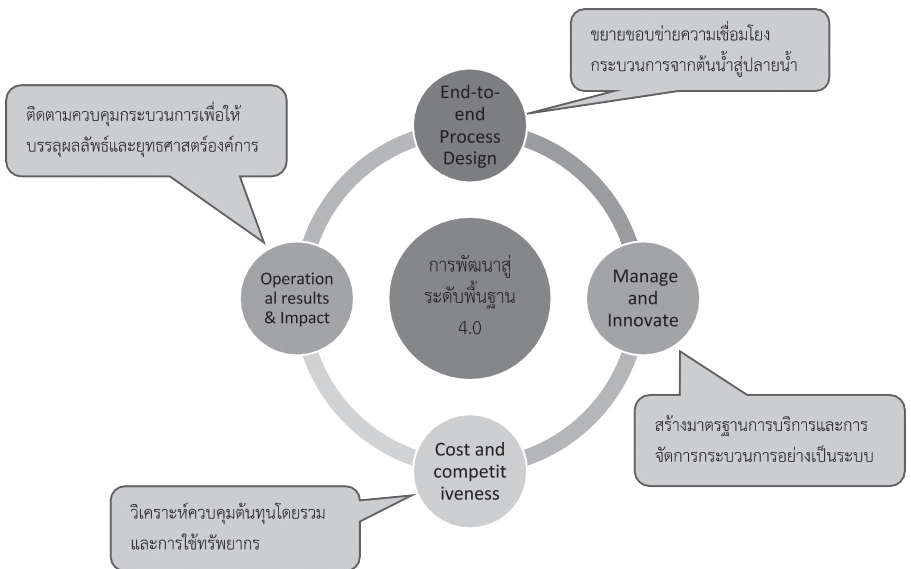 ขยายขอบข่ายความเชื่อมโยง
กระบวนการจากต้นน้ำสู่ปลายน้ำ
End-to-
end
Process
Design
ติดตามควบคุมกระบวนการเพื่อให้
บรรลุผลลัพธ์และยุทธศาสตร์องค์การ
Operation
al results
& Impact
การพัฒนาสู่
ระดับพื้นฐาน
4.0
Manage
and
Innovate
สร้างมาตรฐานการบริการและการ
จัดการกระบวนการอย่างเป็นระบบ
Cost and
competit
iveness
วิเคราะห์ควบคุมต้นทุนโดยรวม
และการใช้ทรัพยากร